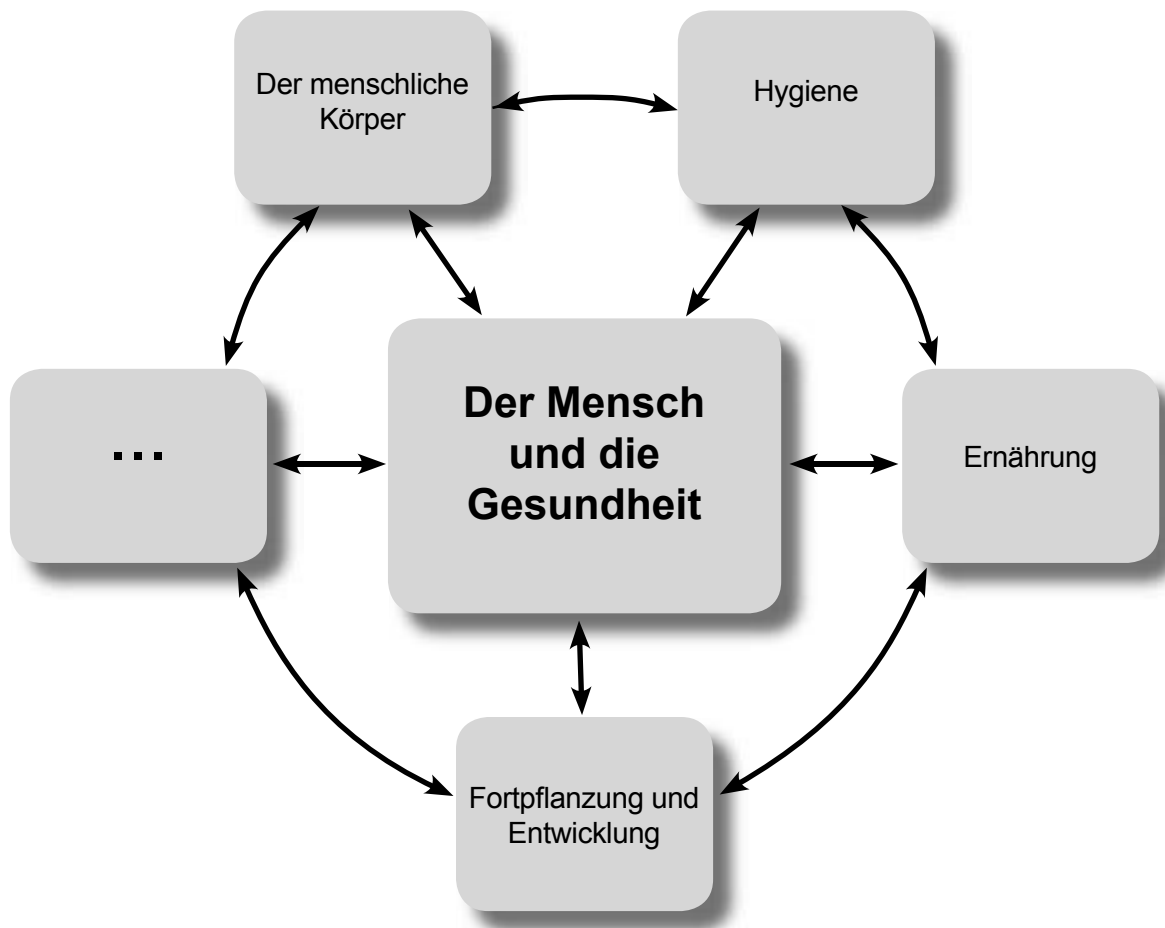 Der menschliche
Körper
Hygiene
...
Der Mensch
und die
Gesundheit
Ernährung
Fortpflanzung und
Entwicklung